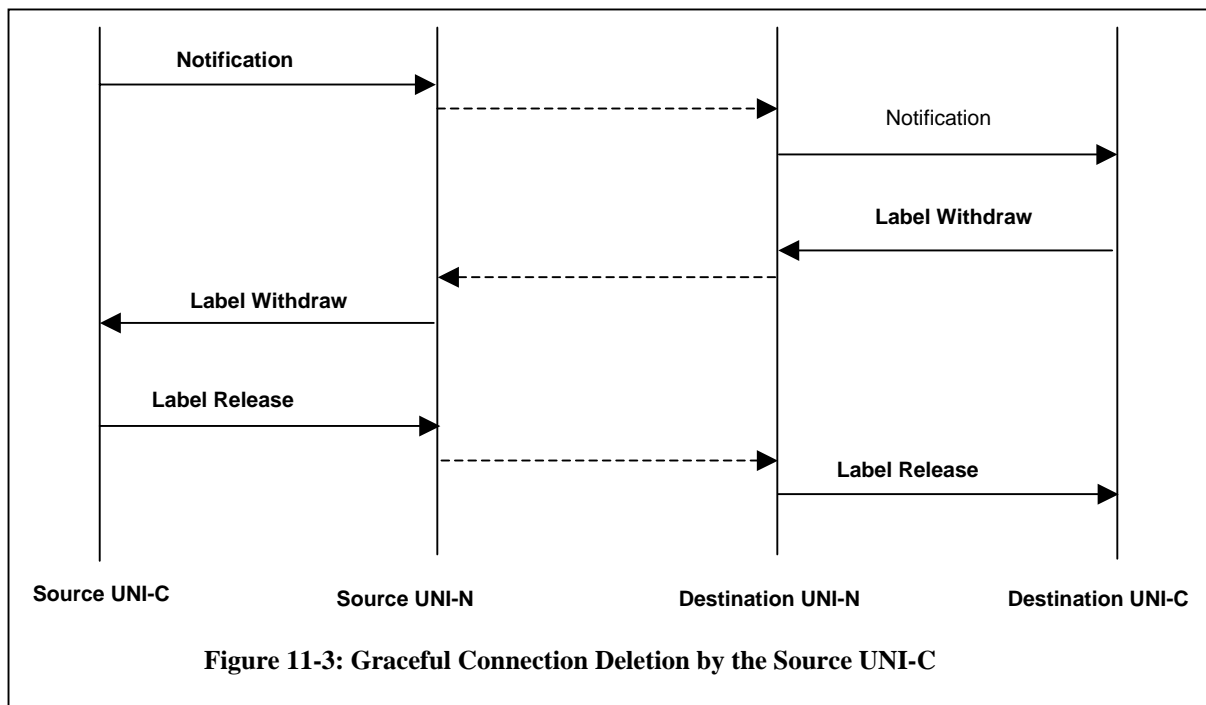 Notification
Notification
Label Withdraw
Label Withdraw
Label Release
Label Release
Source UNI-C
Source UNI-N
Destination UNI-N
Destination UNI-C
Figure 11-3: Graceful Connection Deletion by the Source UNI-C